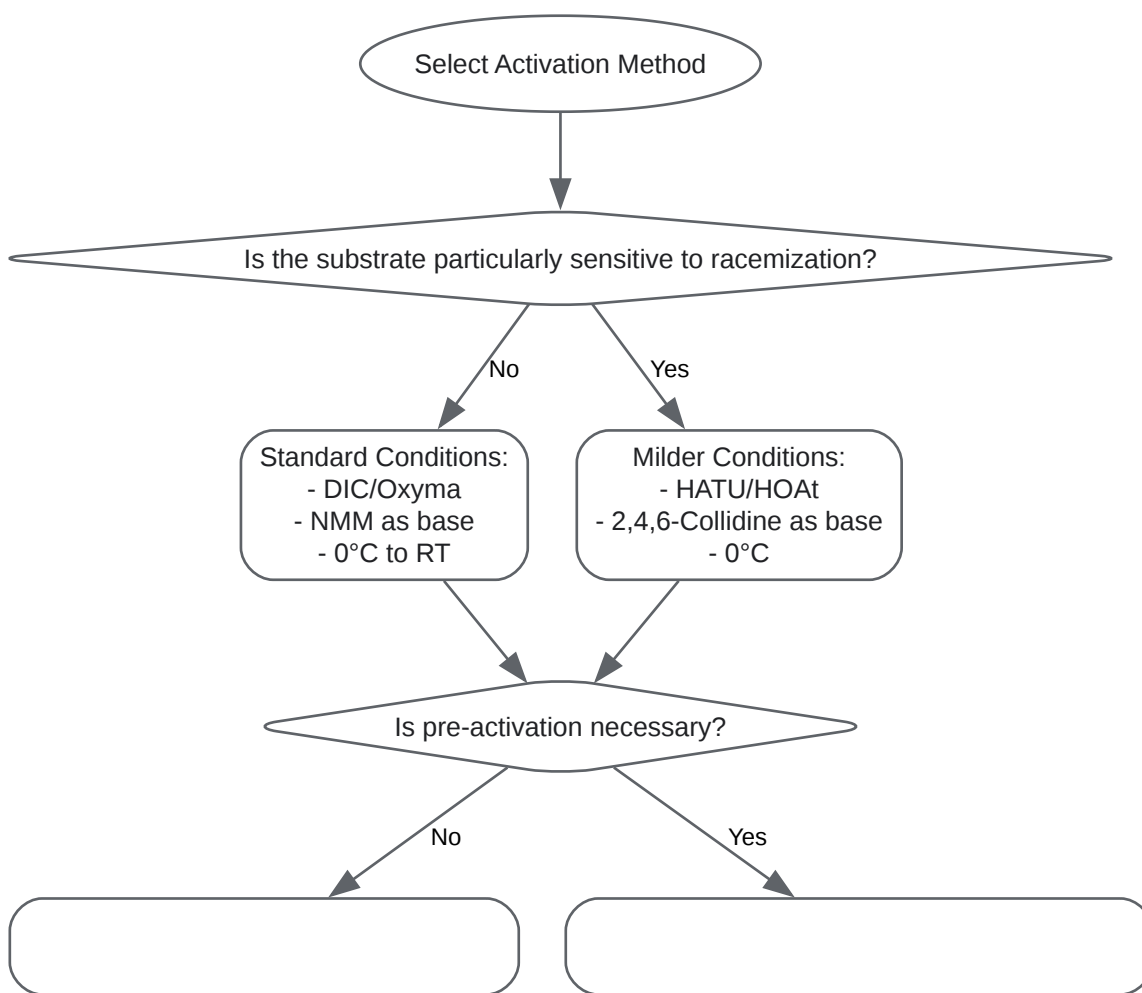 Select Activation Method
Is the substrate particularly sensitive to racemization?
No
Yes
Standard Conditions:
- DIC/Oxyma
- NMM as base
- 0°C to RT
Milder Conditions:
- HATU/HOAt
- 2,4,6-Collidine as base
- 0°C
Is pre-activation necessary?
No
Yes